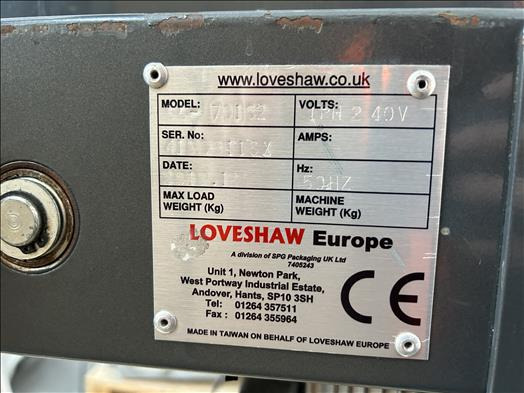 www.loveshaw.co.uk
MODEL: VOLTS: 1PH 240V
SER. No: AMPS:
DATE: Hz: 50HZ
MAX LOAD WEIGHT (Kg) MACHINE WEIGHT (Kg)
LOVESHAW Europe
A division of SPG Packaging UK Ltd
7405243
Unit 1, Newton Park,
West Portway Industrial Estate,
Andover, Hants, SP10 3SH
Tel: 01264 357511
Fax : 01264 355964
CE
MADE IN TAIWAN ON BEHALF OF LOVESHAW EUROPE